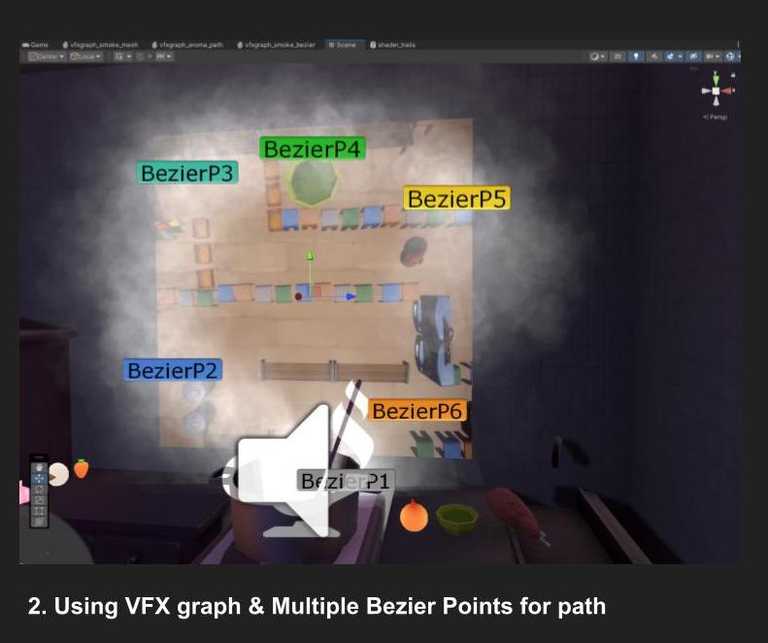 Game vfxgraph_smoke_mesh vfxgraph_aroma_path vfxgraph_smoke_bezier Scene shader_trails
Center Local
y
Persp
BezierP4
BezierP3
BezierP5
BezierP2
BezierP6
BezierP1
2. Using VFX graph & Multiple Bezier Points for path